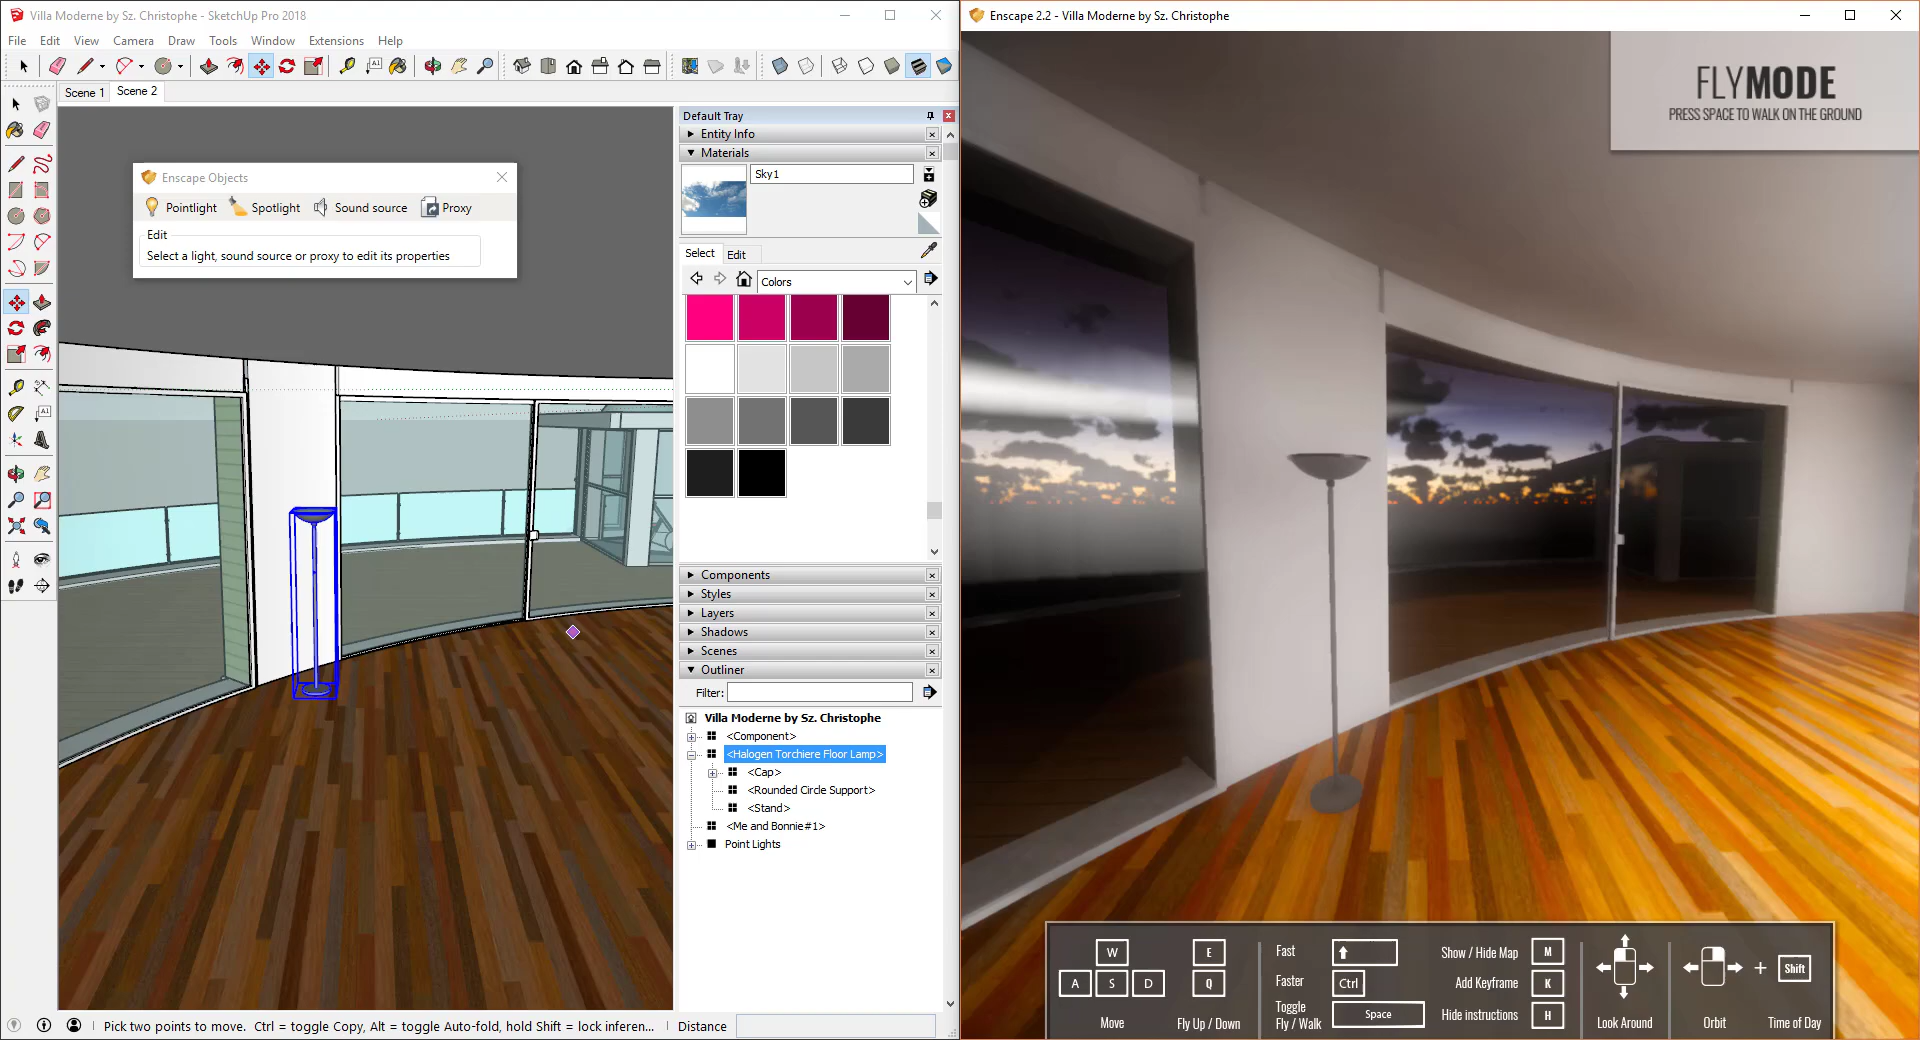 Villa Moderne by Sz. Christophe - SketchUp Pro 2018
File Edit View Camera Draw Tools Window Extensions Help
Scene 1 Scene 2
Default Tray
Entity Info
Materials
Sky1
Select Edit
Colors
Enscape Objects
Pointlight Spotlight Sound source Proxy
Edit
Select a light, sound source or proxy to edit its properties
Components
Styles
Layers
Shadows
Scenes
Outliner
Filter:
Villa Moderne by Sz. Christophe
<Component>
<Halogen Torchiere Floor Lamp>
<Cap>
<Rounded Circle Support>
<Stand>
<Me and Bonnie#1>
Point Lights
Pick two points to move. Ctrl = toggle Copy, Alt = toggle Auto-fold, hold Shift = lock inferen... Distance
Enscape 2.2 - Villa Moderne by Sz. Christophe
FLYMODE
PRESS SPACE TO WALK ON THE GROUND
W
A S D
Move
E
Q
Fly Up / Down
Fast
Faster Ctrl
Toggle
Fly / Walk Space
Show / Hide Map M
Add Keyframe K
Hide instructions H
Look Around
Orbit
+ Shift
Time of Day